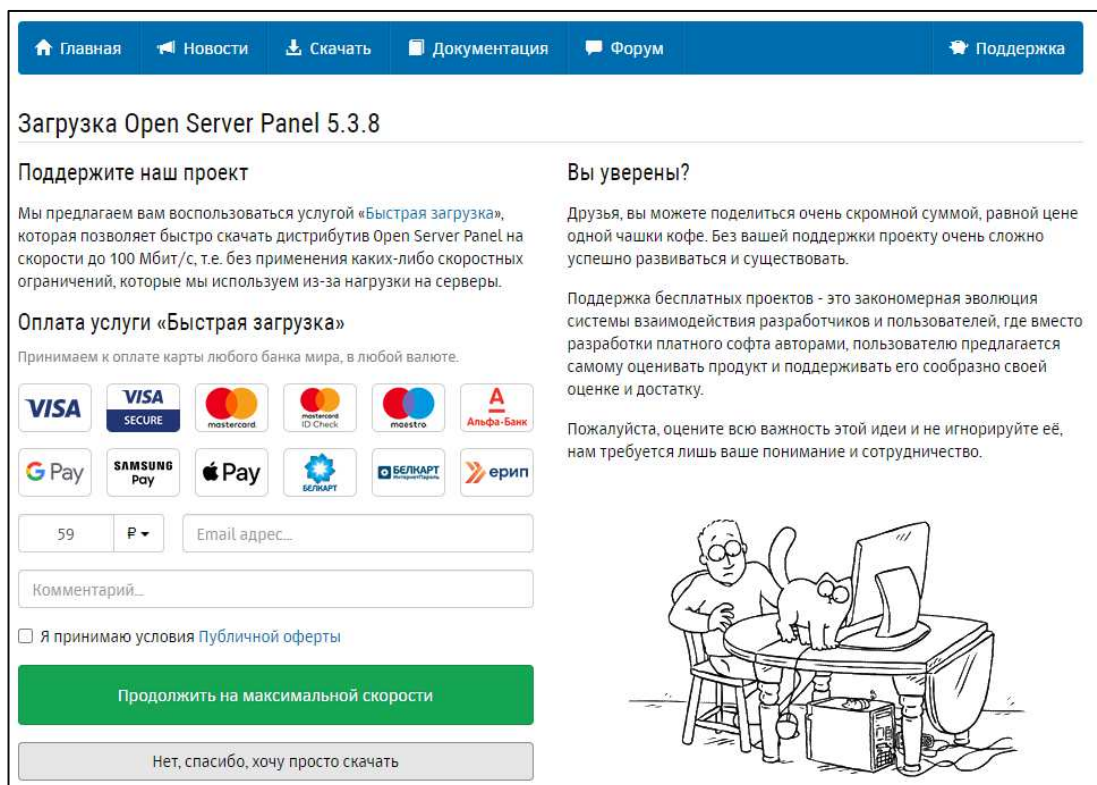 Главная Новости Скачать Документация Форум Поддержка
Загрузка Open Server Panel 5.3.8
Поддержите наш проект
Мы предлагаем вам воспользоваться услугой «Быстрая загрузка»,
которая позволяет быстро скачать дистрибутив Open Server Panel на
скорости до 100 Мбит/с, т.е. без применения каких-либо скоростных
ограничений, которые мы используем из-за нагрузки на серверы.
Оплата услуги «Быстрая загрузка»
Принимаем к оплате карты любого банка мира, в любой валюте.
VISA VISA SECURE mastercard mastercard ID Check maestro А Альфа-Банк
G Pay SAMSUNG Pay Pay БЕЛКАРТ БЕЛКАРТ ИнтернетПароль ерип
59 ₽ Email адрес...
Комментарий...
Я принимаю условия Публичной оферты
Продолжить на максимальной скорости
Нет, спасибо, хочу просто скачать
Вы уверены?
Друзья, вы можете поделиться очень скромной суммой, равной цене
одной чашки кофе. Без вашей поддержки проекту очень сложно
успешно развиваться и существовать.
Поддержка бесплатных проектов - это закономерная эволюция
системы взаимодействия разработчиков и пользователей, где вместо
разработки платного софта авторами, пользователю предлагается
самому оценивать продукт и поддерживать его сообразно своей
оценке и достатку.
Пожалуйста, оцените всю важность этой идеи и не игнорируйте её,
нам требуется лишь ваше понимание и сотрудничество.